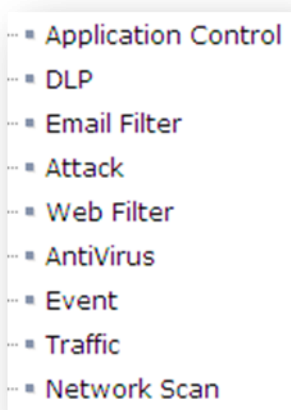 Application Control
DLP
Email Filter
Attack
Web Filter
AntiVirus
Event
Traffic
Network Scan